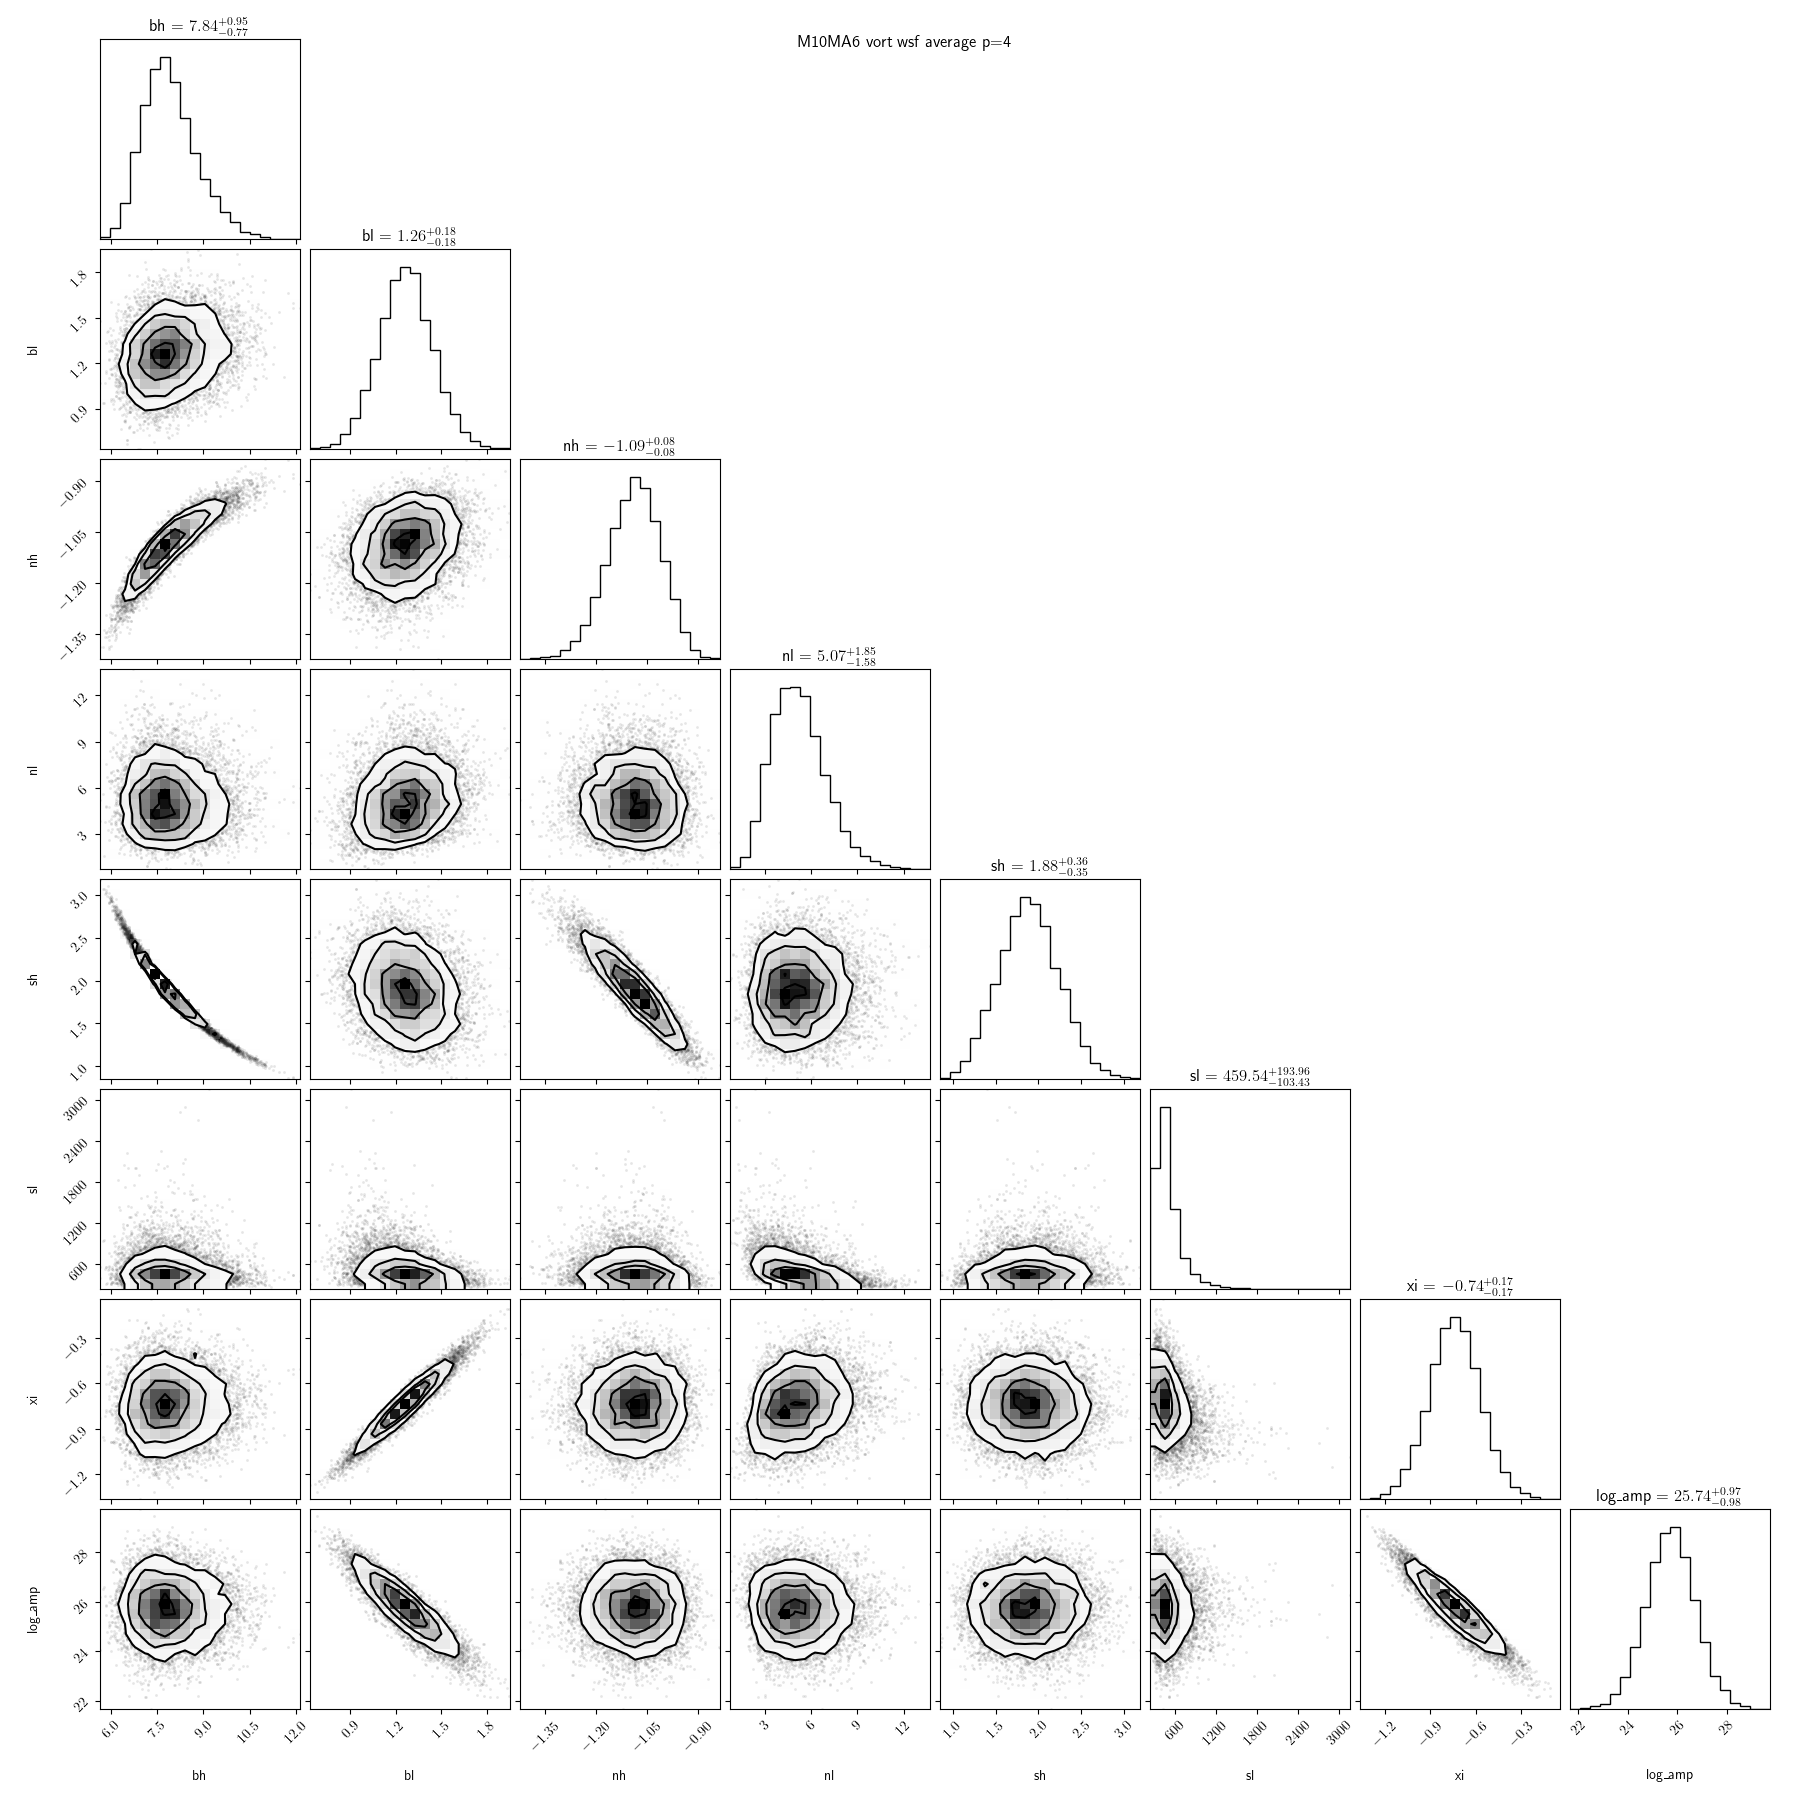 M10MA6 vort wsf average p=4
bh = 7.84+0.95−0.77
bl = 1.26+0.18−0.18
1.8
1.5
1.2
0.9
bl
nh = −1.09+0.08−0.08
−0.90
−1.05
−1.20
−1.35
nh
nl = 5.07+1.85−1.58
12
9
6
3
nl
sh = 1.88+0.36−0.35
3.0
2.5
2.0
1.5
1.0
sh
sl = 459.54+193.96−103.43
3000
2400
1800
1200
600
sl
xi = −0.74+0.17−0.17
−0.3
−0.6
−0.9
−1.2
xi
log_amp = 25.74+0.97−0.98
28
26
24
22
log_amp
6.0 7.5 9.0 10.5 12.0 0.9 1.2 1.5 1.8 −1.35 −1.20 −1.05 −0.90 3 6 9 12 1.0 1.5 2.0 2.5 3.0 600 1200 1800 2400 3000 −1.2 −0.9 −0.6 −0.3 22 24 26 28
bh bl nh nl sh sl xi log_amp